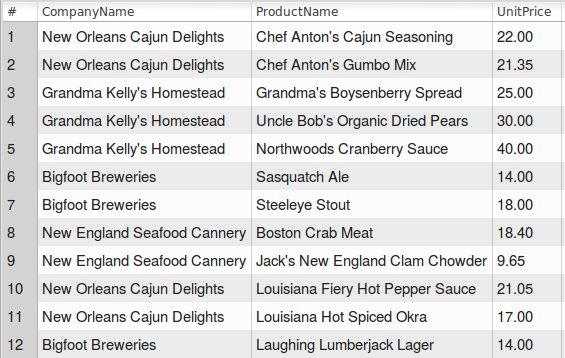 # CompanyName ProductName UnitPrice
1 New Orleans Cajun Delights Chef Anton's Cajun Seasoning 22.00
2 New Orleans Cajun Delights Chef Anton's Gumbo Mix 21.35
3 Grandma Kelly's Homestead Grandma's Boysenberry Spread 25.00
4 Grandma Kelly's Homestead Uncle Bob's Organic Dried Pears 30.00
5 Grandma Kelly's Homestead Northwoods Cranberry Sauce 40.00
6 Bigfoot Breweries Sasquatch Ale 14.00
7 Bigfoot Breweries Steeleye Stout 18.00
8 New England Seafood Cannery Boston Crab Meat 18.40
9 New England Seafood Cannery Jack's New England Clam Chowder 9.65
10 New Orleans Cajun Delights Louisiana Fiery Hot Pepper Sauce 21.05
11 New Orleans Cajun Delights Louisiana Hot Spiced Okra 17.00
12 Bigfoot Breweries Laughing Lumberjack Lager 14.00